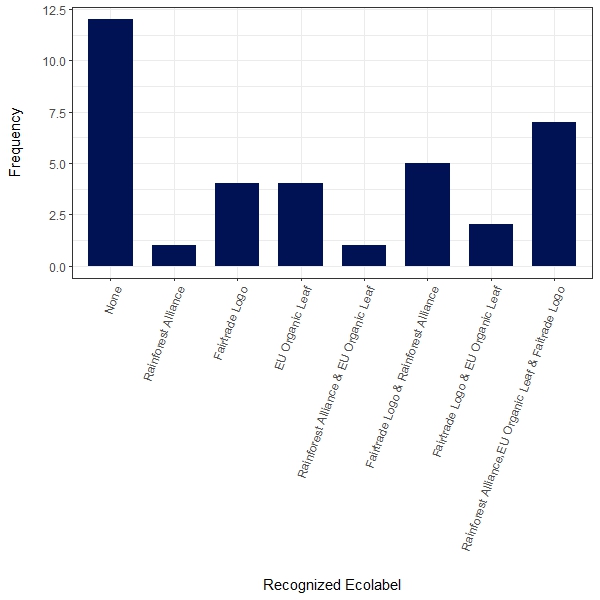 12.5
10.0
7.5
5.0
2.5
0.0
Frequency
None
Rainforest Alliance
Fairtrade Logo
EU Organic Leaf
Rainforest Alliance & EU Organic Leaf
Fairtrade Logo & Rainforest Alliance
Fairtrade Logo & EU Organic Leaf
Rainforest Alliance,EU Organic Leaf & Faitrade Logo
Recognized Ecolabel